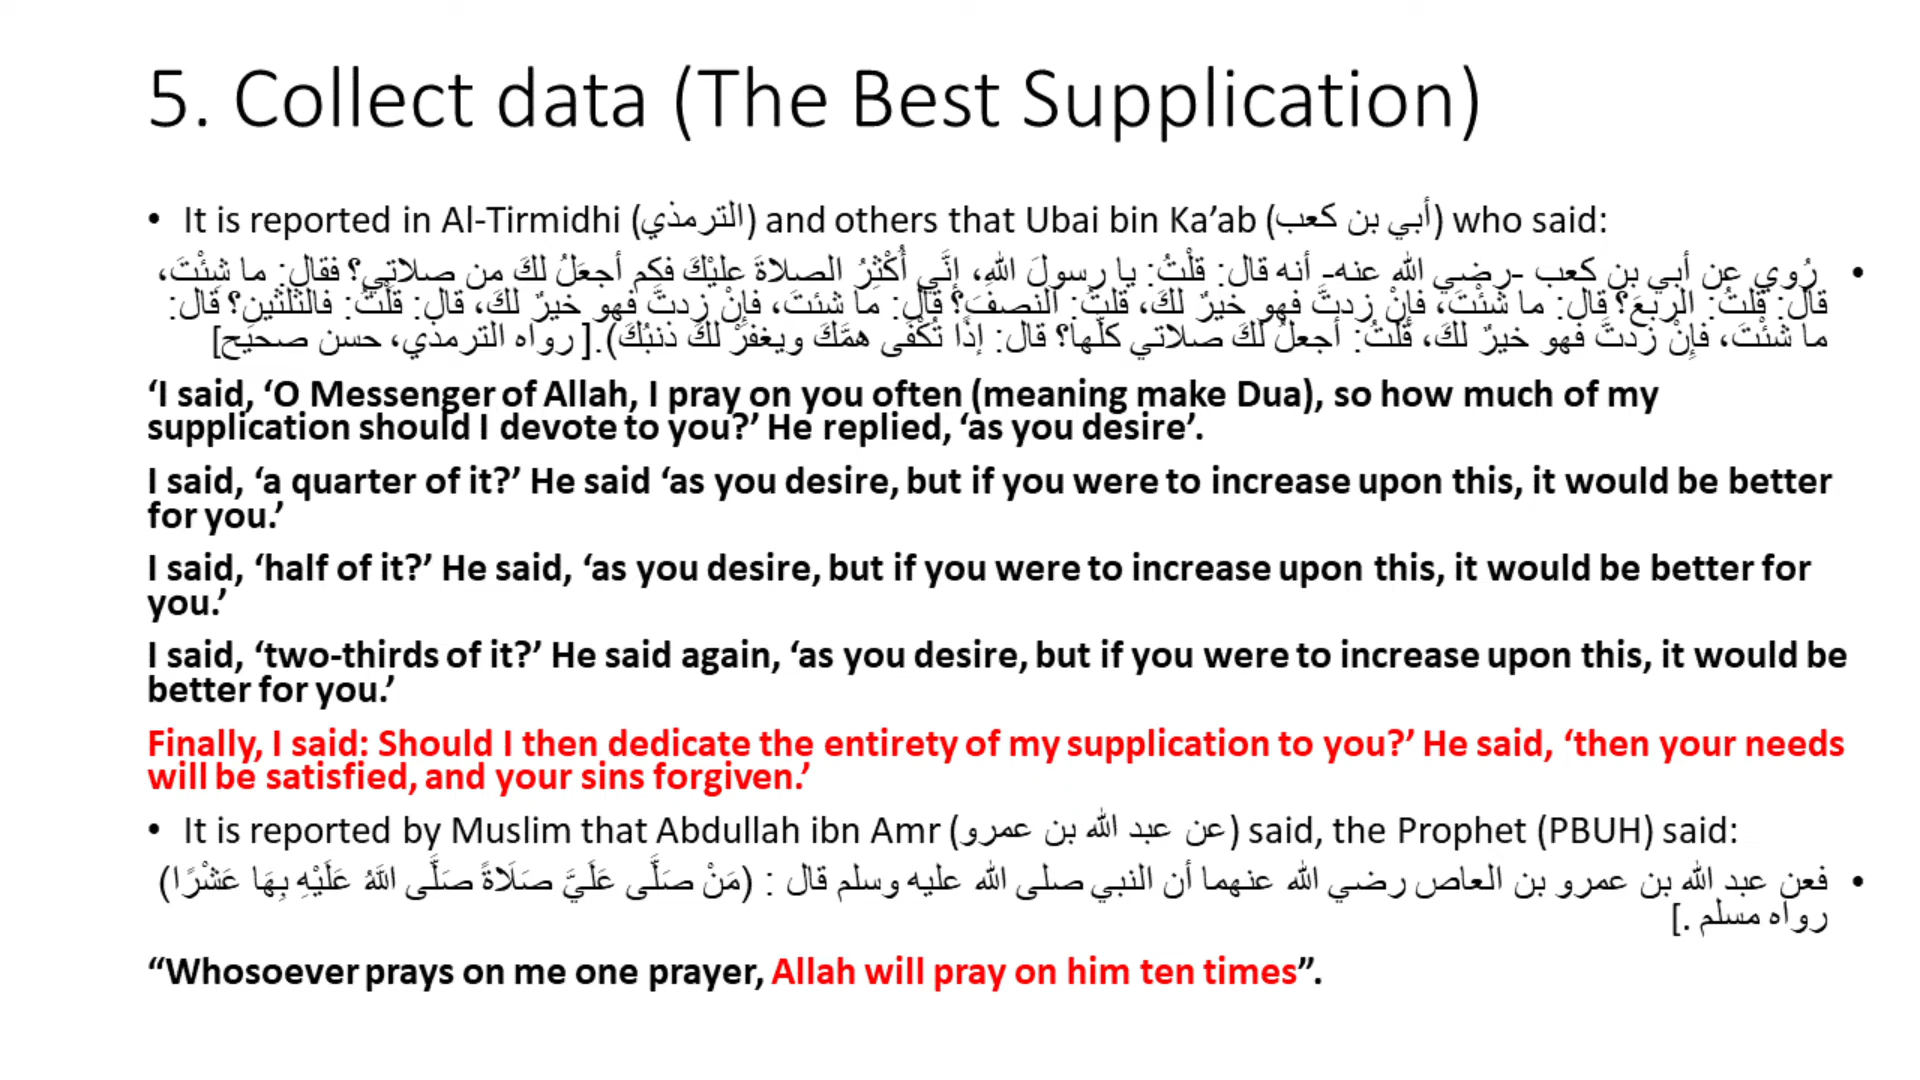 5. Collect data (The Best Supplication)
• It is reported in Al-Tirmidhi (الترمذي) and others that Ubai bin Ka’ab (أبي بن كعب) who said:
• رُوي عن أبي بن كعب -رضي الله عنه- أنه قال: قلْتُ: يا رسولَ اللهِ، إنَّي أُكْثِرُ الصلاةَ عليْكَ فكم أجعَلُ لكَ من صلاتِي؟ فقال: ما شِئْتَ،
قال: قلتُ: الربعَ؟ قال: ما شئْتَ، فإنْ زدتَّ فهو خيرٌ لكَ، قلتُ: النصفَ؟ قال: ما شئتَ، فإنْ زدتَّ فهو خيرٌ لكَ، قال: قلْتُ: فالثلثينِ؟ قال:
ما شئْتَ، فإِنْ زدتَّ فهو خيرٌ لكَ، قلتُ: أجعلُ لكَ صلاتي كلَّها؟ قال: إذًا تُكْفَى همَّكَ ويغفرْ لكَ ذنبُكَ).[ رواه الترمذي، حسن صحيح]
‘I said, ‘O Messenger of Allah, I pray on you often (meaning make Dua), so how much of my
supplication should I devote to you?’ He replied, ‘as you desire’.
I said, ‘a quarter of it?’ He said ‘as you desire, but if you were to increase upon this, it would be better
for you.’
I said, ‘half of it?’ He said, ‘as you desire, but if you were to increase upon this, it would be better for
you.’
I said, ‘two-thirds of it?’ He said again, ‘as you desire, but if you were to increase upon this, it would be
better for you.’
Finally, I said: Should I then dedicate the entirety of my supplication to you?’ He said, ‘then your needs
will be satisfied, and your sins forgiven.’
• It is reported by Muslim that Abdullah ibn Amr (عن عبد الله بن عمرو) said, the Prophet (PBUH) said:
• فعن عبد الله بن عمرو بن العاص رضي الله عنهما أن النبي صلى الله عليه وسلم قال : (مَنْ صَلَّى عَلَيَّ صَلَاةً صَلَّى اللَّهُ عَلَيْهِ بِهَا عَشْرًا)
رواه مسلم .]
“Whosoever prays on me one prayer, Allah will pray on him ten times”.